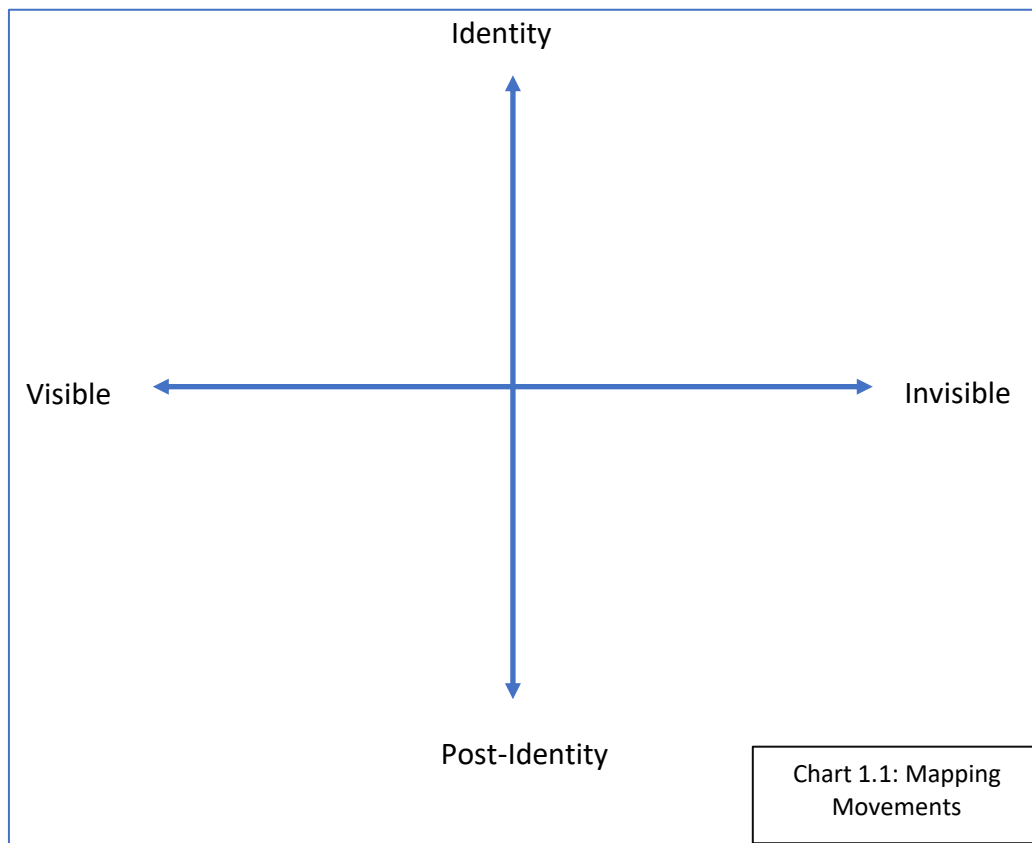 Identity
Visible
Invisible
Post-Identity
Chart 1.1: Mapping
Movements